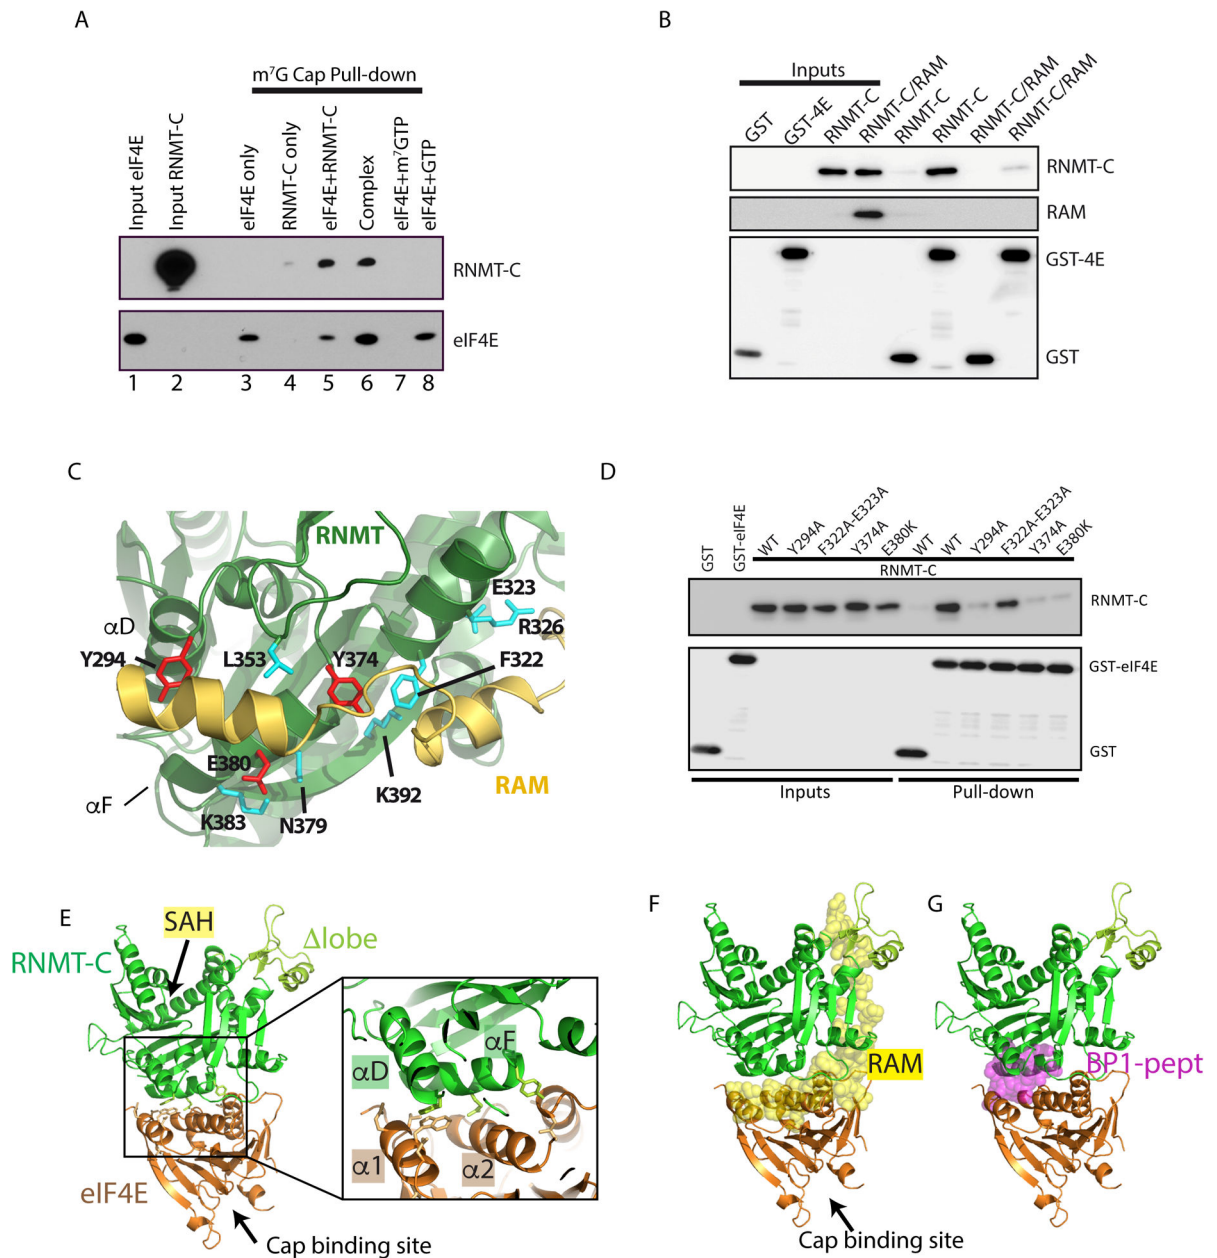 A
m⁷G Cap Pull-down
Input eIF4E
Input RNMT-C
eIF4E only
RNMT-C only
eIF4E+RNMT-C
Complex
eIF4E+m⁷GTP
eIF4E+GTP
RNMT-C
eIF4E
1 2 3 4 5 6 7 8
B
Inputs
GST
GST-4E
RNMT-C
RNMT-C/RAM
RNMT-C
RNMT-C
RNMT-C/RAM
RNMT-C/RAM
RNMT-C
RAM
GST-4E
GST
C
RNMT
E323
R326
αD
Y294
L353
Y374
F322
E380
K392
RAM
αF
K383
N379
D
GST
GST-eIF4E
WT
Y294A
F322A-E323A
Y374A
E380K
WT
WT
Y294A
F322A-E323A
Y374A
E380K
RNMT-C
RNMT-C
GST-eIF4E
GST
Inputs
Pull-down
E
SAH
Δlobe
RNMT-C
αD
αF
α1
α2
eIF4E
Cap binding site
F
RAM
Cap binding site
G
BP1-pept